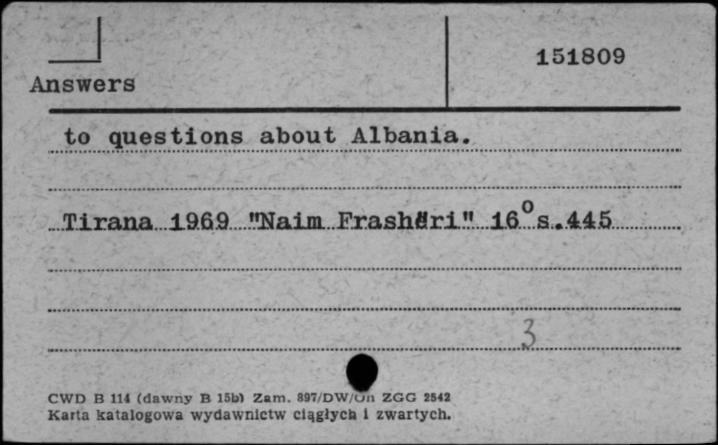 151809
Answers
to questions about Albania.
Tirana 1969 "Naim Frashëri" 16° s.445
3
CWD B 114 (dawny B 15b) Zam. 897/DW/On ZGG 2542
Karta katalogowa wydawnictw ciągłych i zwartych.